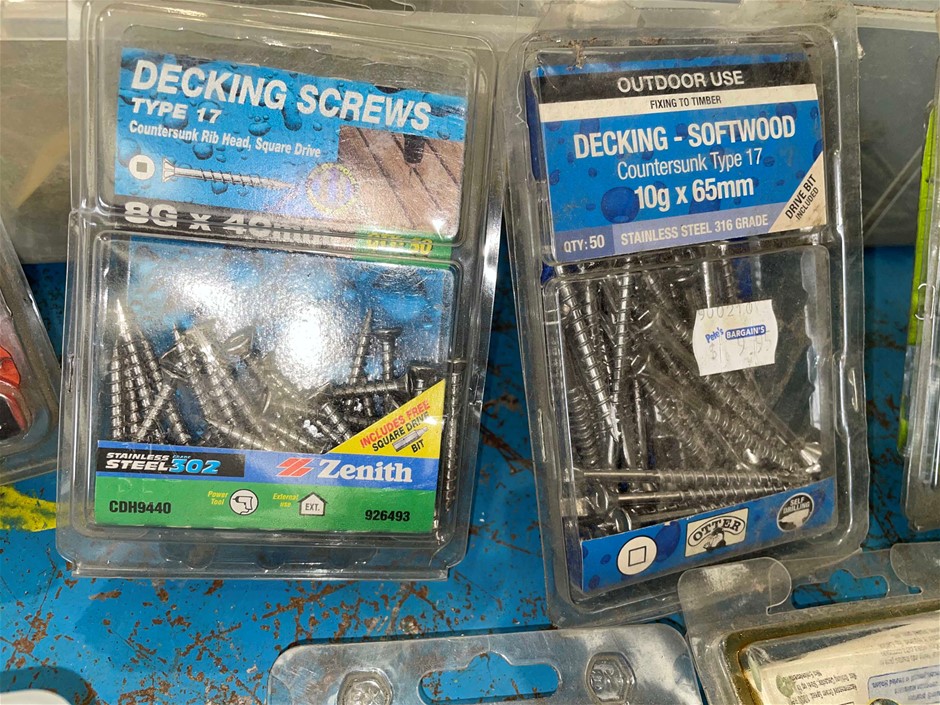 DECKING SCREWS
TYPE 17
Countersunk Rib Head, Square Drive
INCLUDES FREE
SQUARE DRIVE
BIT
STAINLESS GRADE
STEEL 302
Zenith
CDH9440
Power
Tool
External
use
EXT.
926493
OUTDOOR USE
FIXING TO TIMBER
DECKING - SOFTWOOD
Countersunk Type 17
10g x 65mm
DRIVE BIT
INCLUDED
QTY: 50
STAINLESS STEEL 316 GRADE
Pete's BARGAIN'S
OTTER
SELF
DRILLING